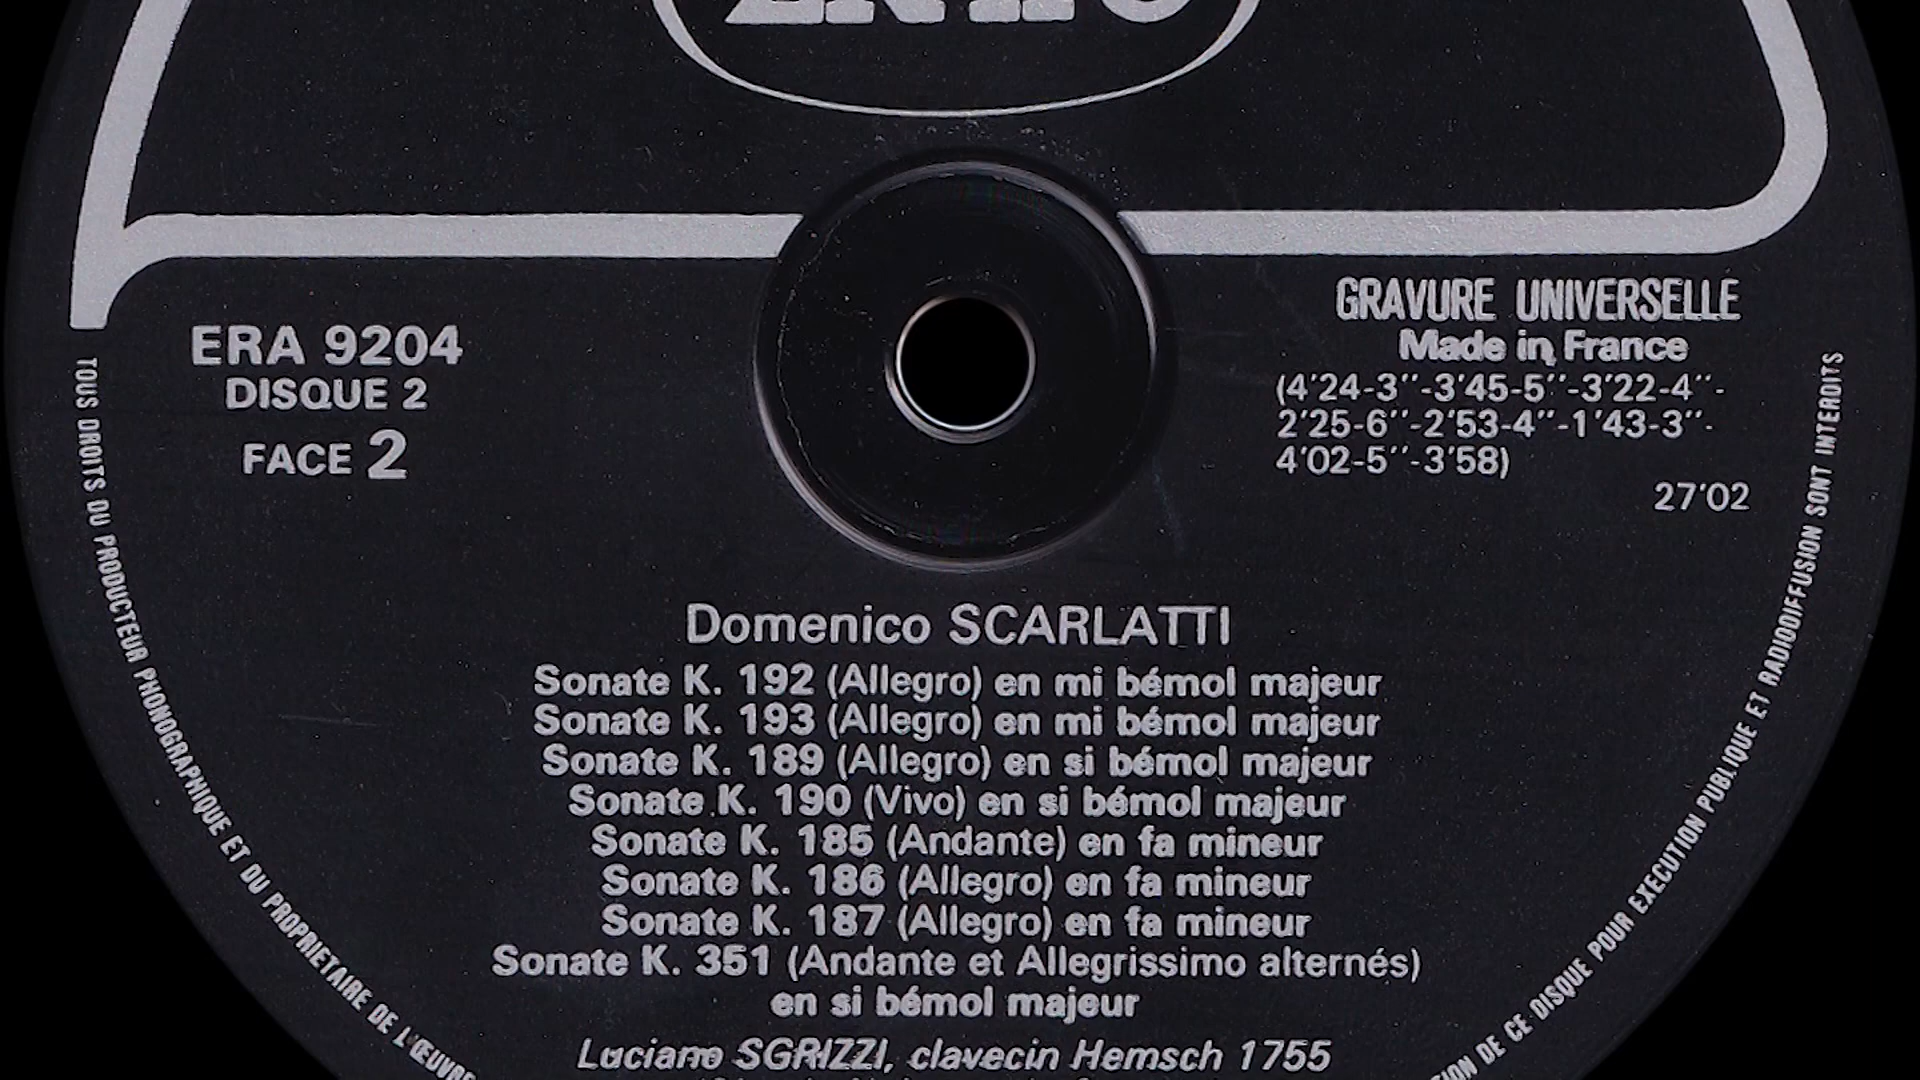 ERA 9204
DISQUE 2
FACE 2
GRAVURE UNIVERSELLE
Made in France
(4'24-3''-3'45-5''-3'22-4''-
2'25-6''-2'53-4''-1'43-3''-
4'02-5''-3'58)
27'02
Domenico SCARLATTI
Sonate K. 192 (Allegro) en mi bémol majeur
Sonate K. 193 (Allegro) en mi bémol majeur
Sonate K. 189 (Allegro) en si bémol majeur
Sonate K. 190 (Vivo) en si bémol majeur
Sonate K. 185 (Andante) en fa mineur
Sonate K. 186 (Allegro) en fa mineur
Sonate K. 187 (Allegro) en fa mineur
Sonate K. 351 (Andante et Allegrissimo alternés)
en si bémol majeur
Luciano SGRIZZI, clavecin Hemsch 1755
TOUS DROITS DU PRODUCTEUR PHONOGRAPHIQUE ET DU PROPRIETAIRE DE L'ŒUVRE
DE CE DISQUE POUR EXECUTION PUBLIQUE ET RADIODIFFUSION SONT INTERDITS